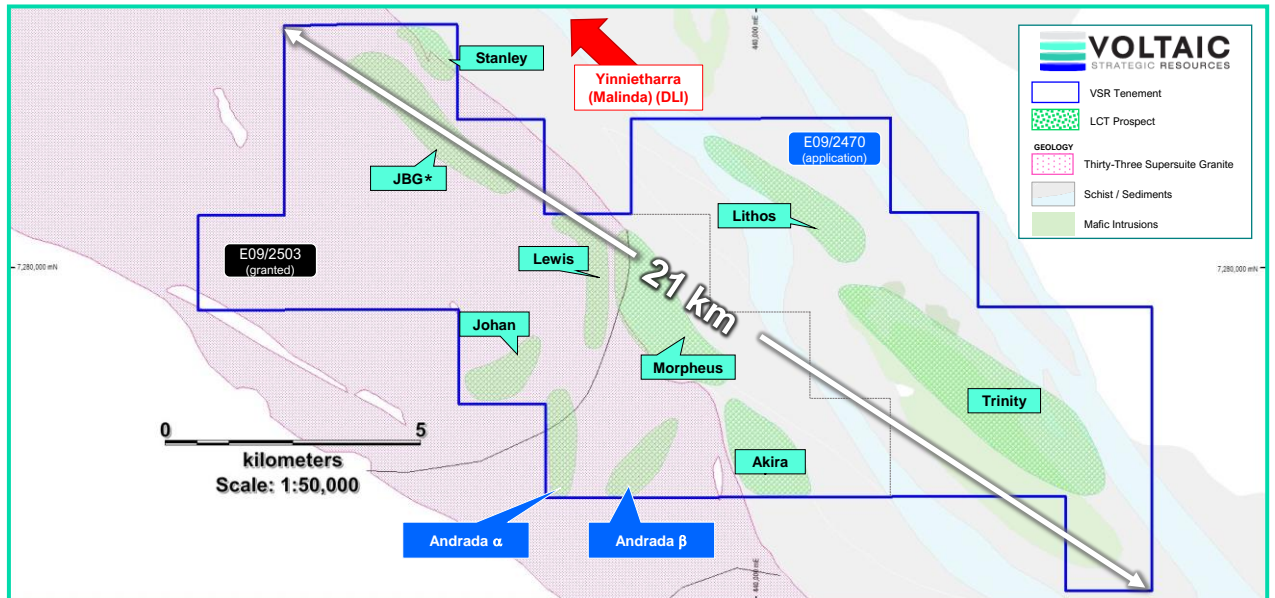 Stanley
Yinnietharra
(Malinda) (DLI)
440,000 mE
VOLTAIC
STRATEGIC RESOURCES
VSR Tenement
LCT Prospect
GEOLOGY
Thirty-Three Supersuite Granite
Schist / Sediments
Mafic Intrusions
E09/2470
(application)
JBG*
Lithos
E09/2503
(granted)
Lewis
7,280,000 mN
7,280,000 mN
21 km
Johan
Morpheus
Trinity
0
5
kilometers
Scale: 1:50,000
Akira
Andrada α
Andrada β
440,000 mE